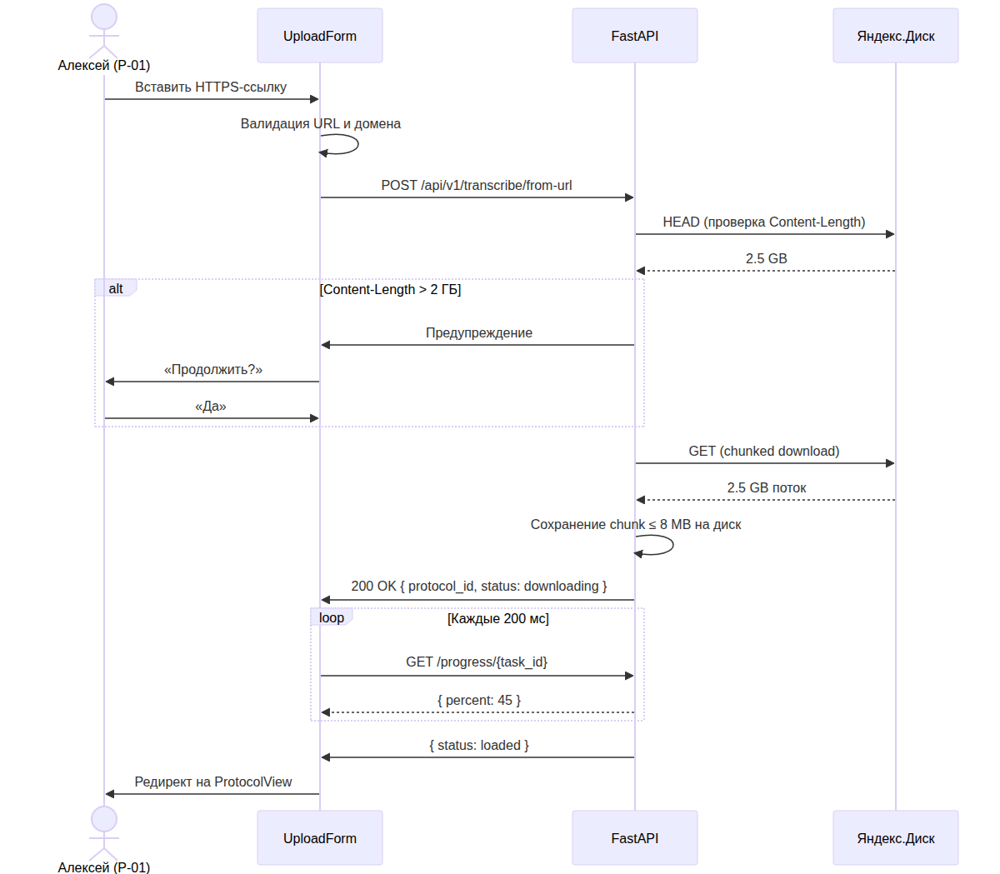 Алексей (P-01)
UploadForm
FastAPI
Яндекс.Диск
Вставить HTTPS-ссылку
Валидация URL и домена
POST /api/v1/transcribe/from-url
HEAD (проверка Content-Length)
2.5 GB
alt
[Content-Length > 2 ГБ]
Предупреждение
«Продолжить?»
«Да»
GET (chunked download)
2.5 GB поток
Сохранение chunk ≤ 8 MB на диск
200 OK { protocol_id, status: downloading }
loop
[Каждые 200 мс]
GET /progress/{task_id}
{ percent: 45 }
{ status: loaded }
Редирект на ProtocolView
Алексей (P-01)
UploadForm
FastAPI
Яндекс.Диск